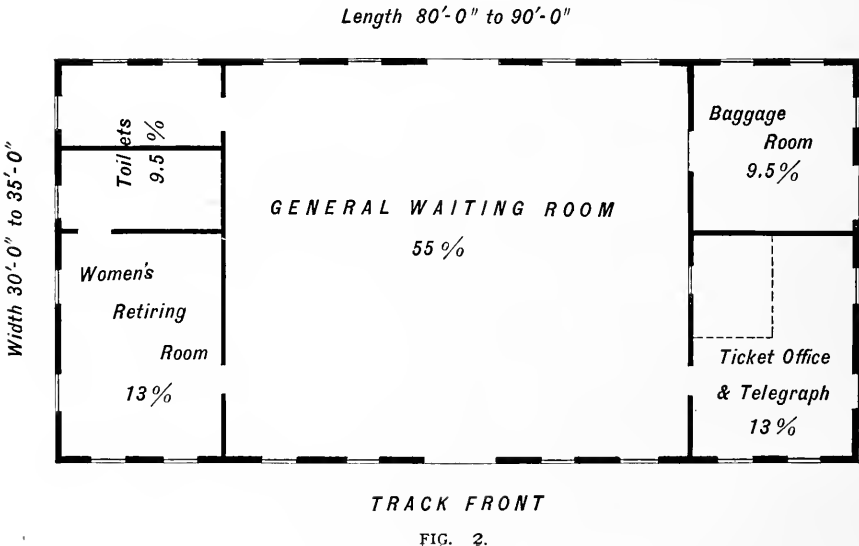 Length 80'-0" to 90'-0"
Width 30'-0" to 35'-0"
Toilets
9.5 %
Women's
Retiring
Room
13%
GENERAL WAITING ROOM
55 %
Baggage
Room
9.5%
Ticket Office
& Telegraph
13%
TRACK FRONT
FIG. 2.